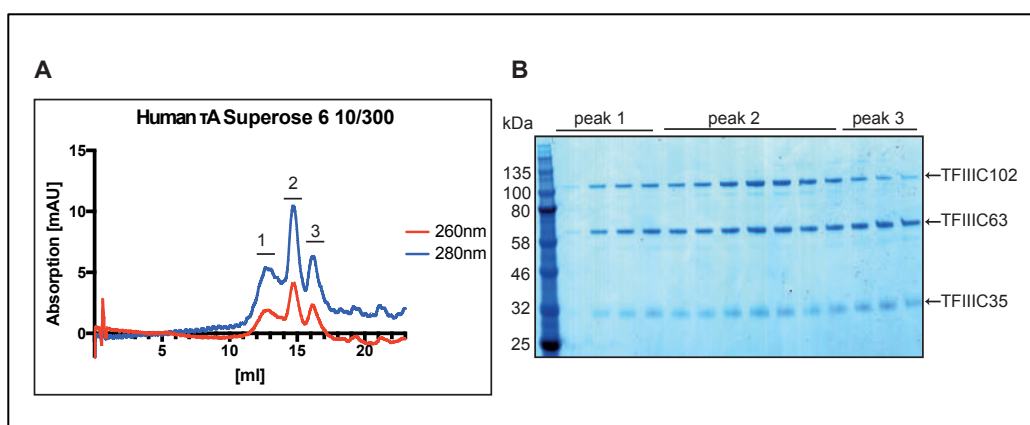 A
Human τA Superose 6 10/300
15
10
5
0
Absorption [mAU]
1
2
3
260nm
280nm
5
10
15
20
[ml]
B
kDa
peak 1
peak 2
peak 3
135
100
80
58
46
32
25
←TFIIIC102
←TFIIIC63
←TFIIIC35